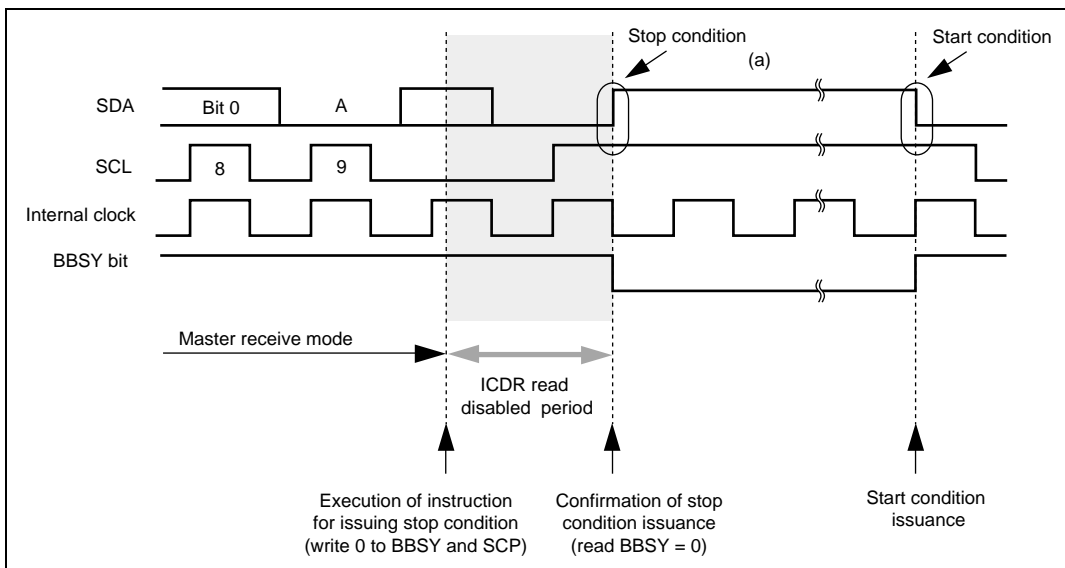 Stop condition
(a)
Start condition
SDA
Bit 0
A
SCL
8
9
Internal clock
BBSY bit
Master receive mode
ICDR read
disabled period
Execution of instruction
for issuing stop condition
(write 0 to BBSY and SCP)
Confirmation of stop
condition issuance
(read BBSY = 0)
Start condition
issuance